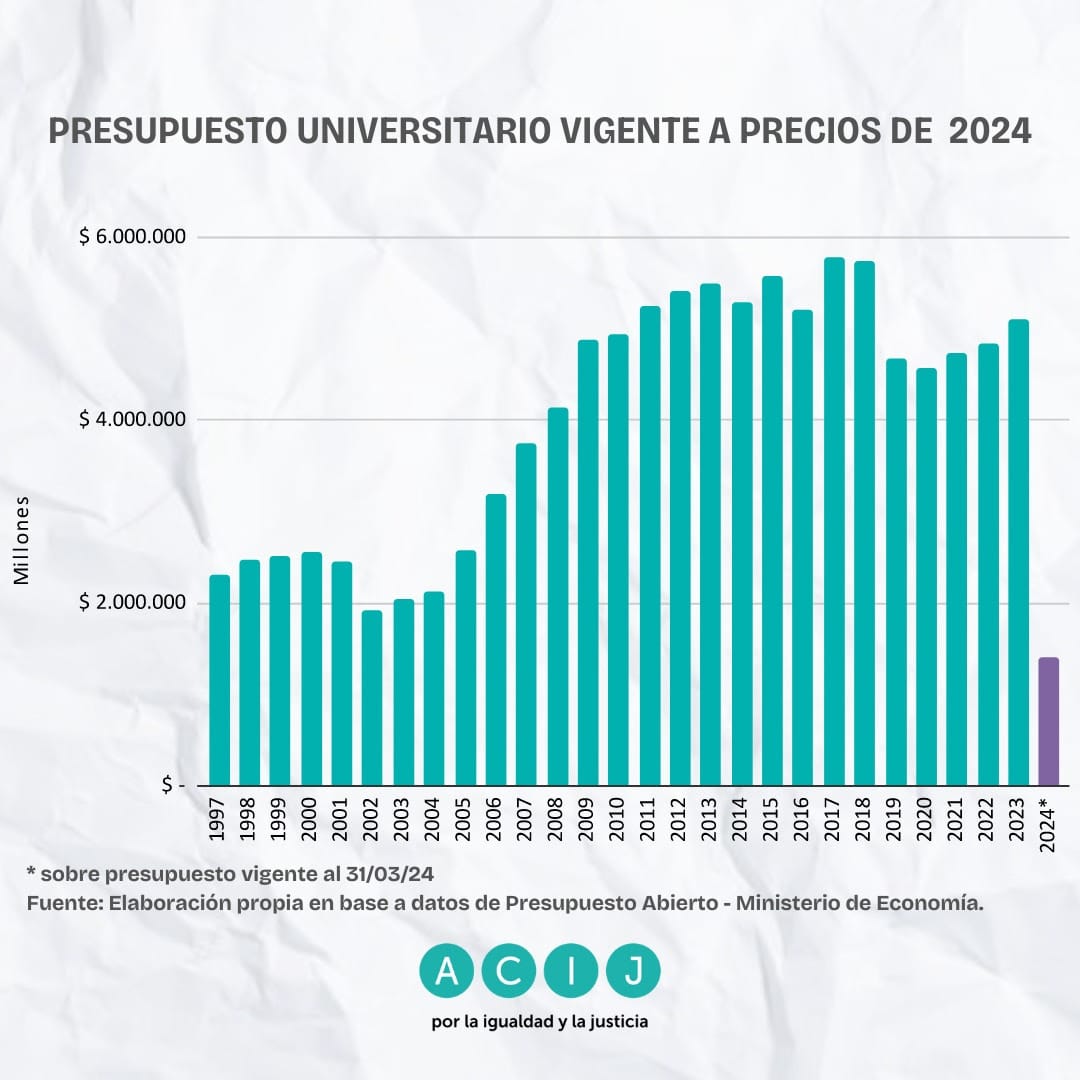 PRESUPUESTO UNIVERSITARIO VIGENTE A PRECIOS DE 2024
$ 6.000.000
$ 4.000.000
Millones
$ 2.000.000
$ -
1997 1998 1999 2000 2001 2002 2003 2004 2005 2006 2007 2008 2009 2010 2011 2012 2013 2014 2015 2016 2017 2018 2019 2020 2021 2022 2023 2024*
* sobre presupuesto vigente al 31/03/24
Fuente: Elaboración propia en base a datos de Presupuesto Abierto - Ministerio de Economía.
A C I J
por la igualdad y la justicia